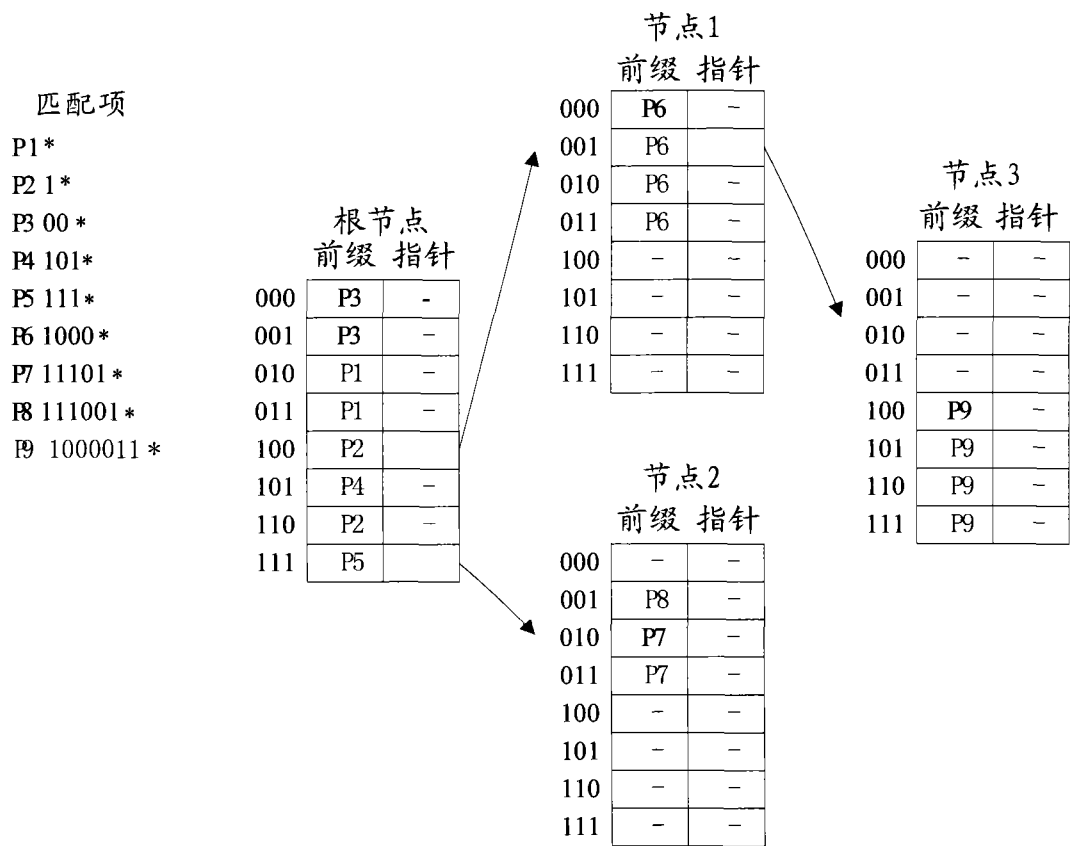 匹配项
P1*
P2 1*
P3 00*
P4 101*
P5 111*
P6 1000*
P7 11101*
P8 111001*
P9 1000011*
根节点
前缀 指针
000 P3 -
001 P3 -
010 P1 -
011 P1 -
100 P2
101 P4 -
110 P2 -
111 P5
节点1
前缀 指针
000 P6 -
001 P6
010 P6 -
011 P6 -
100 - -
101 - -
110 - -
111 - -
节点2
前缀 指针
000 - -
001 P8 -
010 P7 -
011 P7 -
100 - -
101 - -
110 - -
111 - -
节点3
前缀 指针
000 - -
001 - -
010 - -
011 - -
100 P9 -
101 P9 -
110 P9 -
111 P9 -